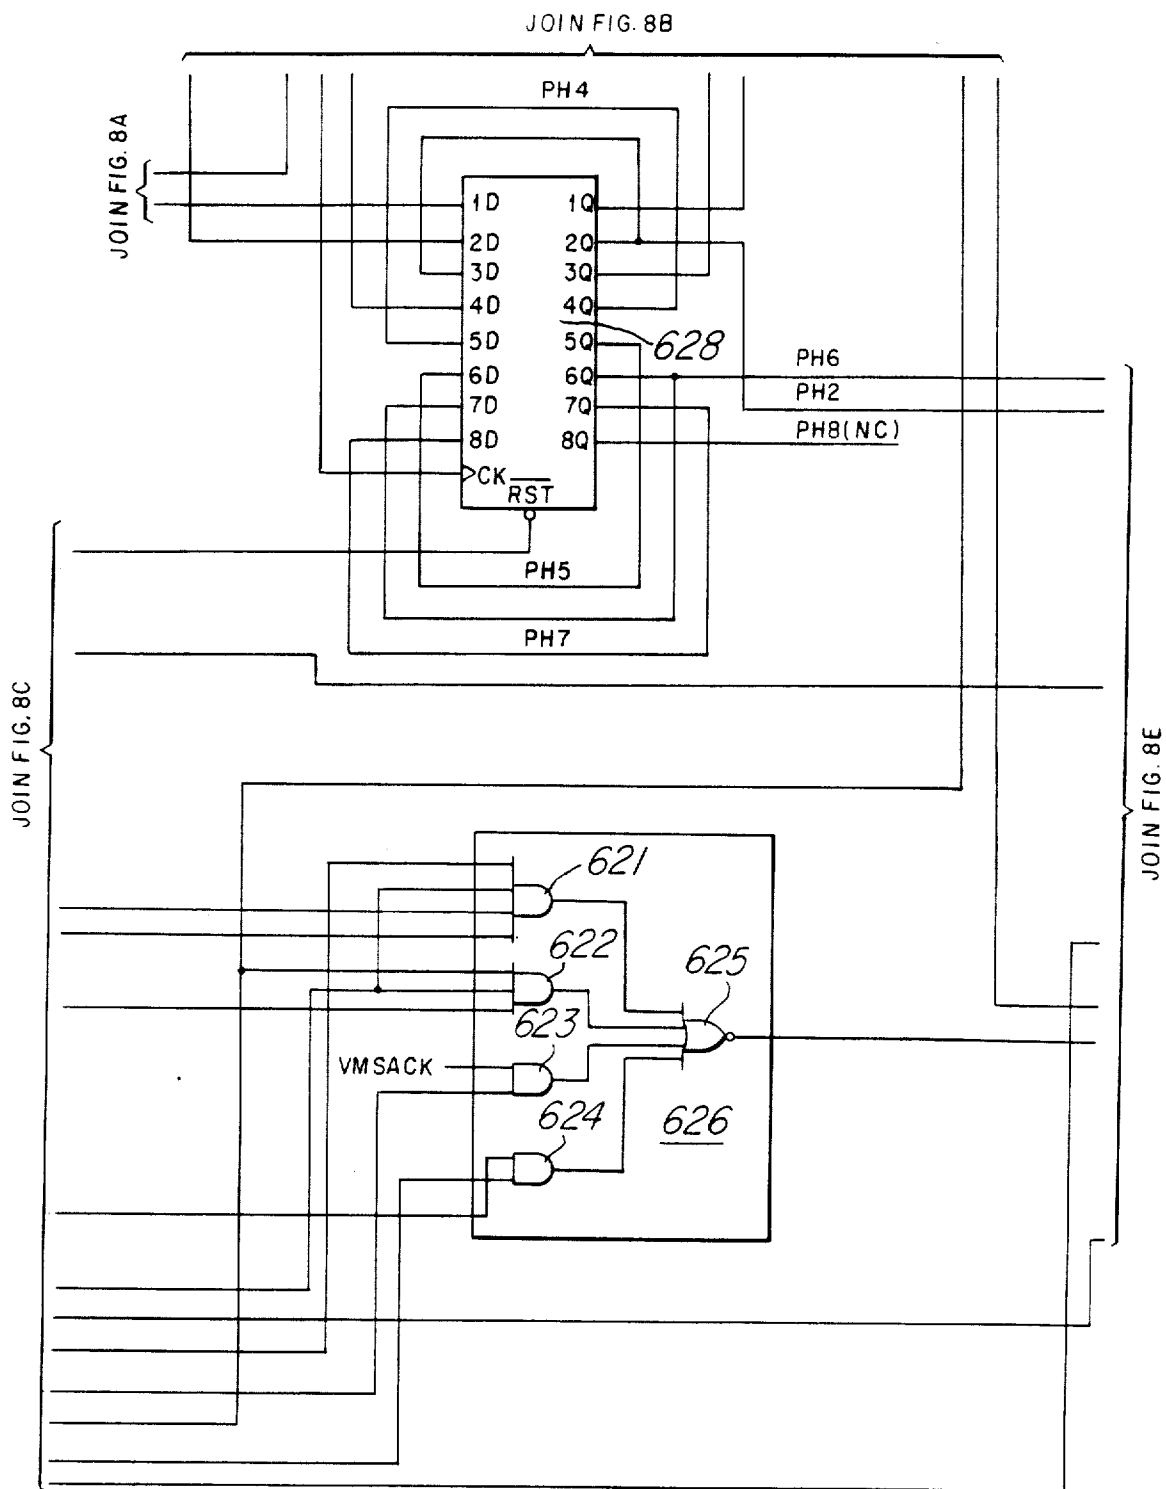 JOIN FIG. 8B
JOIN FIG. 8A
PH4
1D 1Q
2D 2Q
3D 3Q
4D 4Q
5D 5Q
628
6D 6Q
7D 7Q
8D 8Q
CK
RST
PH6
PH2
PH8(NC)
PH5
PH7
JOIN FIG. 8C
JOIN FIG. 8E
621
622
625
623
VMSACK
624
626